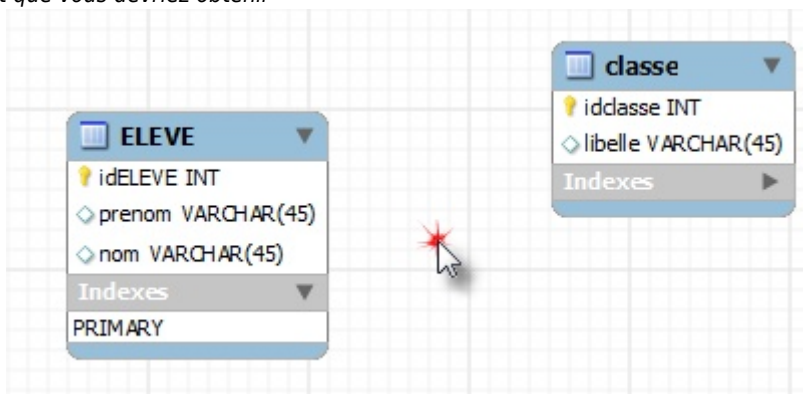 que vous devriez obtenir
classe
idclasse INT
libelle VARCHAR(45)
Indexes
ELEVE
idELEVE INT
prenom VARCHAR(45)
nom VARCHAR(45)
Indexes
PRIMARY